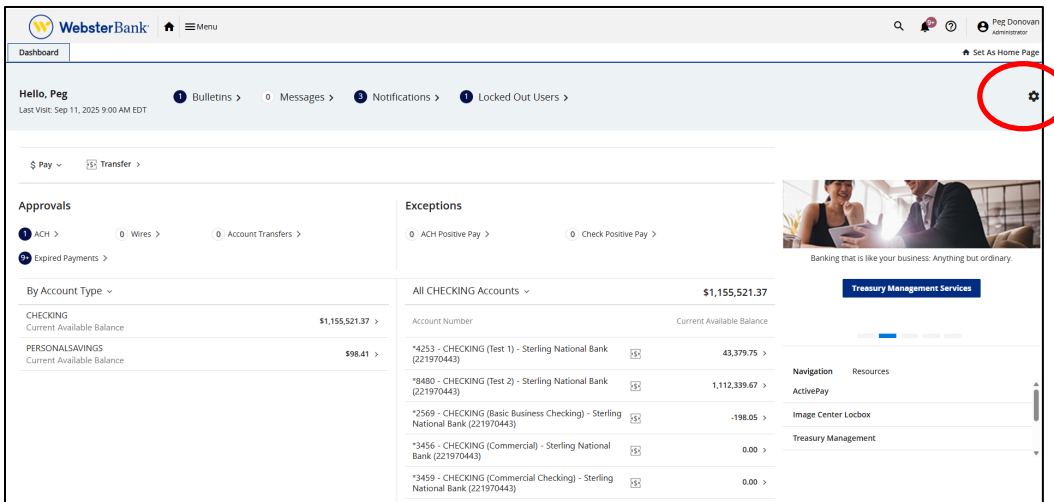 WebsterBank
Menu
9+
Peg Donovan
Administrator
Dashboard
Set As Home Page
Hello, Peg
Last Visit: Sep 11, 2025 9:00 AM EDT
1 Bulletins >
0 Messages >
3 Notifications >
1 Locked Out Users >
$ Pay
Transfer >
Approvals
1 ACH >
0 Wires >
0 Account Transfers >
9+ Expired Payments >
Exceptions
0 ACH Positive Pay >
0 Check Positive Pay >
By Account Type
CHECKING
Current Available Balance
$1,155,521.37 >
PERSONALSAVINGS
Current Available Balance
$98.41 >
All CHECKING Accounts
$1,155,521.37
Account Number
Current Available Balance
*4253 - CHECKING (Test 1) - Sterling National Bank
(221970443)
43,379.75 >
*8480 - CHECKING (Test 2) - Sterling National Bank
(221970443)
1,112,339.67 >
*2569 - CHECKING (Basic Business Checking) - Sterling
National Bank (221970443)
-198.05 >
*3456 - CHECKING (Commercial) - Sterling National
Bank (221970443)
0.00 >
*3459 - CHECKING (Commercial Checking) - Sterling
National Bank (221970443)
0.00 >
Banking that is like your business: Anything but ordinary.
Treasury Management Services
Navigation
Resources
ActivePay
Image Center Locbox
Treasury Management